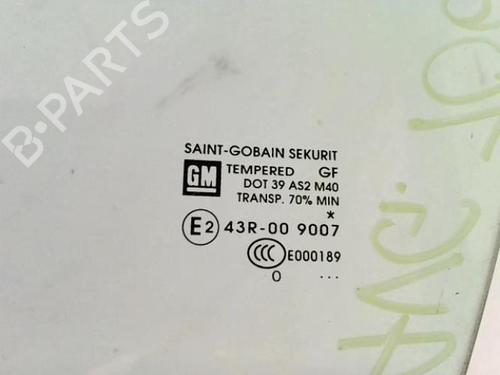 B-PARTS
SAINT-GOBAIN SEKURIT
GM TEMPERED GF
DOT 39 AS2 M40
TRANSP. 70% MIN
*
E2 43R-00 9007
CCC E000189
O ...